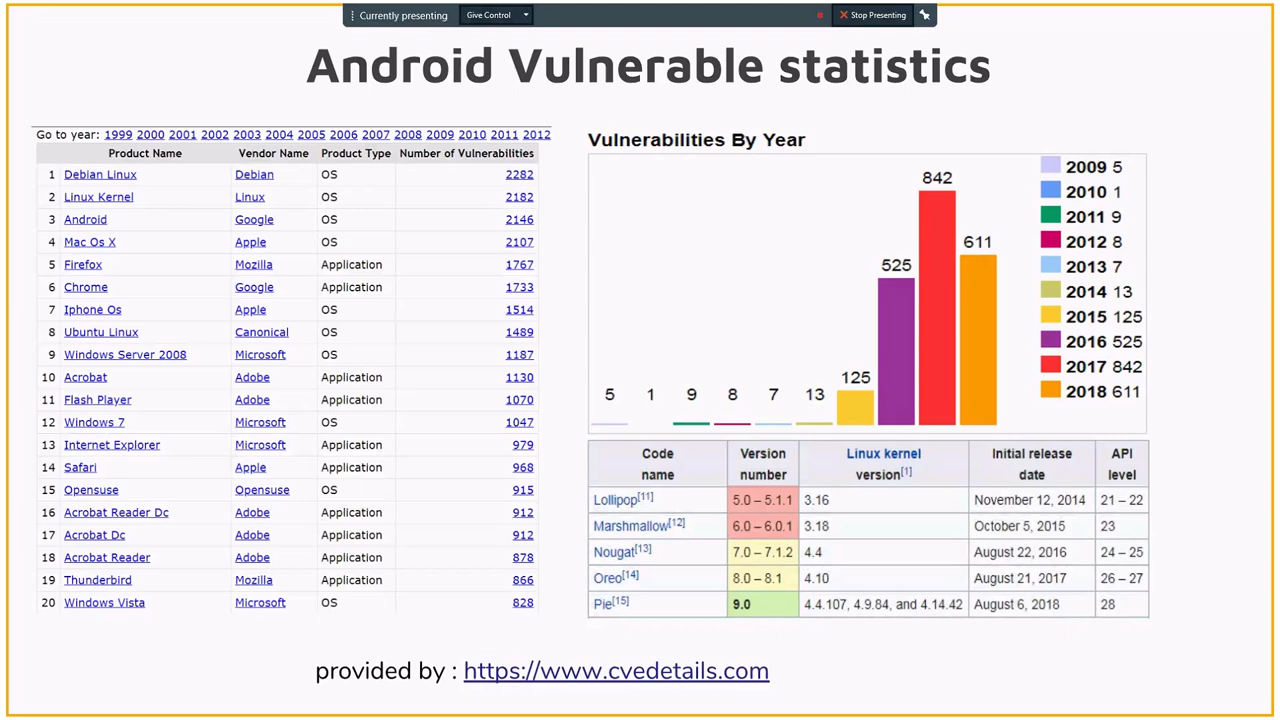 Currently presenting Give Control Stop Presenting
Android Vulnerable statistics
Go to year: 1999 2000 2001 2002 2003 2004 2005 2006 2007 2008 2009 2010 2011 2012
Product Name Vendor Name Product Type Number of Vulnerabilities
1 Debian Linux Debian OS 2282
2 Linux Kernel Linux OS 2182
3 Android Google OS 2146
4 Mac Os X Apple OS 2107
5 Firefox Mozilla Application 1767
6 Chrome Google Application 1733
7 Iphone Os Apple OS 1514
8 Ubuntu Linux Canonical OS 1489
9 Windows Server 2008 Microsoft OS 1187
10 Acrobat Adobe Application 1130
11 Flash Player Adobe Application 1070
12 Windows 7 Microsoft OS 1047
13 Internet Explorer Microsoft Application 979
14 Safari Apple Application 968
15 Opensuse Opensuse OS 915
16 Acrobat Reader Dc Adobe Application 912
17 Acrobat Dc Adobe Application 912
18 Acrobat Reader Adobe Application 878
19 Thunderbird Mozilla Application 866
20 Windows Vista Microsoft OS 828
Vulnerabilities By Year
842
611
525
125
5 1 9 8 7 13
2009 5
2010 1
2011 9
2012 8
2013 7
2014 13
2015 125
2016 525
2017 842
2018 611
Code name Version number Linux kernel version[1] Initial release date API level
Lollipop[11] 5.0 – 5.1.1 3.16 November 12, 2014 21 – 22
Marshmallow[12] 6.0 – 6.0.1 3.18 October 5, 2015 23
Nougat[13] 7.0 – 7.1.2 4.4 August 22, 2016 24 – 25
Oreo[14] 8.0 – 8.1 4.10 August 21, 2017 26 – 27
Pie[15] 9.0 4.4.107, 4.9.84, and 4.14.42 August 6, 2018 28
provided by : https://www.cvedetails.com